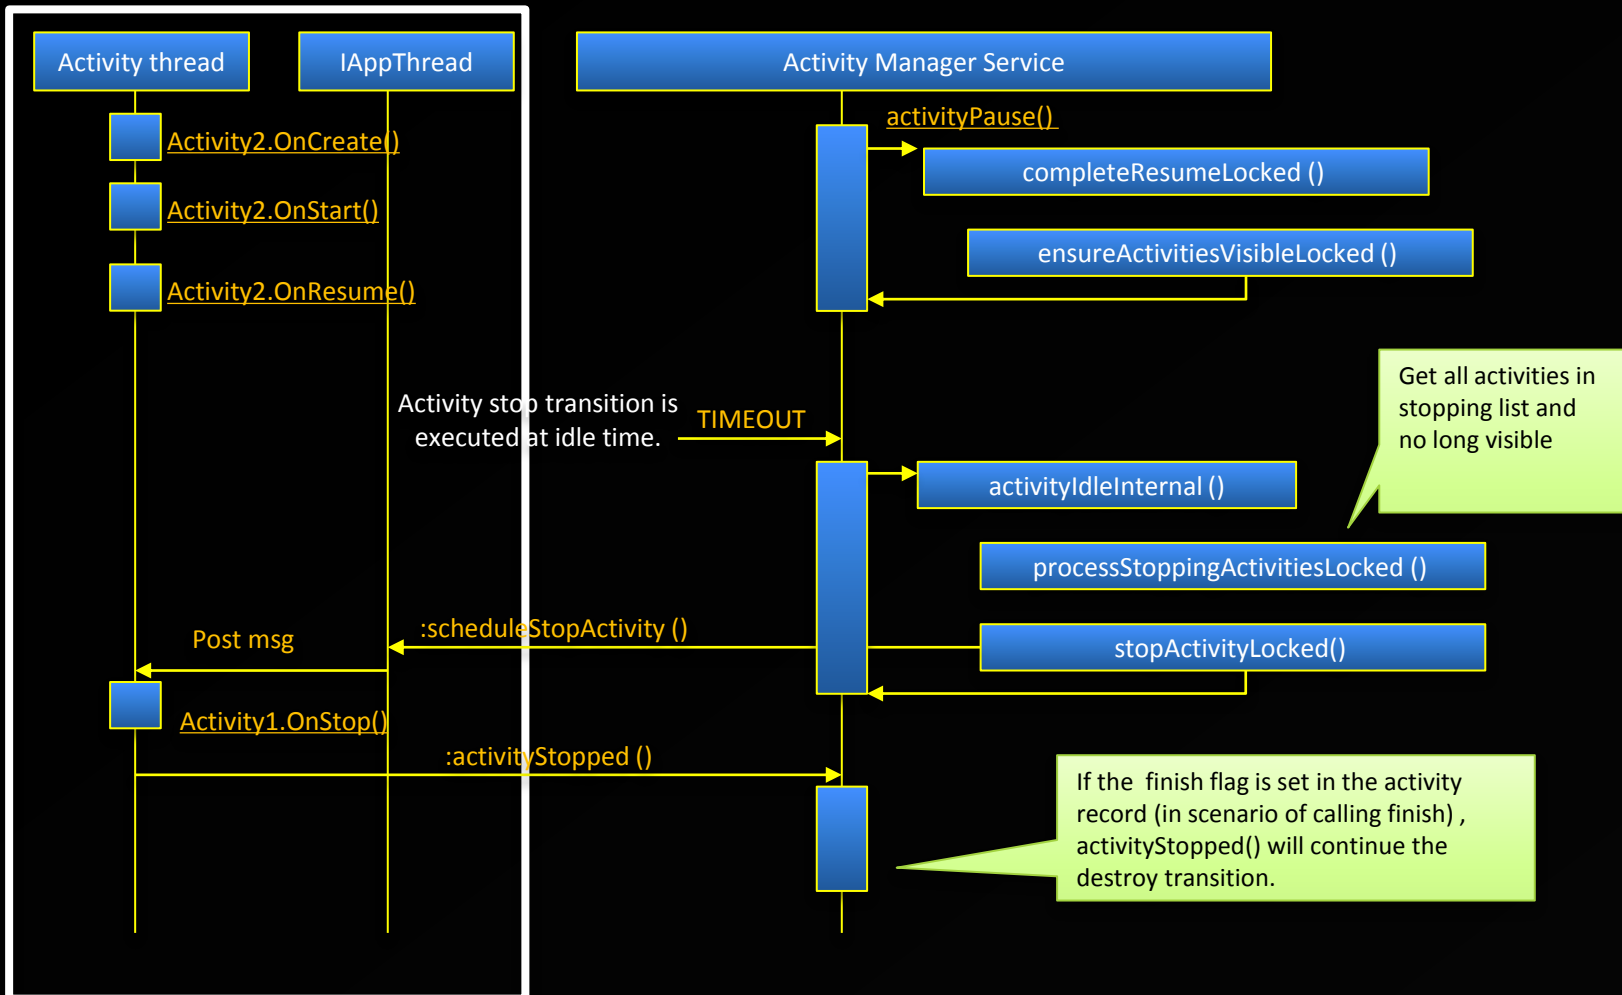 Activity thread
IAppThread
Activity Manager Service
activityPause()
Activity2.OnCreate()
completeResumeLocked ()
Activity2.OnStart()
ensureActivitiesVisibleLocked ()
Activity2.OnResume()
Get all activities in
stopping list and
no long visible
Activity stop transition is
executed at idle time.
TIMEOUT
activityIdleInternal ()
processStoppingActivitiesLocked ()
:scheduleStopActivity ()
Post msg
stopActivityLocked()
Activity1.OnStop()
:activityStopped ()
If the  finish flag is set in the activity
record (in scenario of calling finish) ,
activityStopped() will continue the
destroy transition.